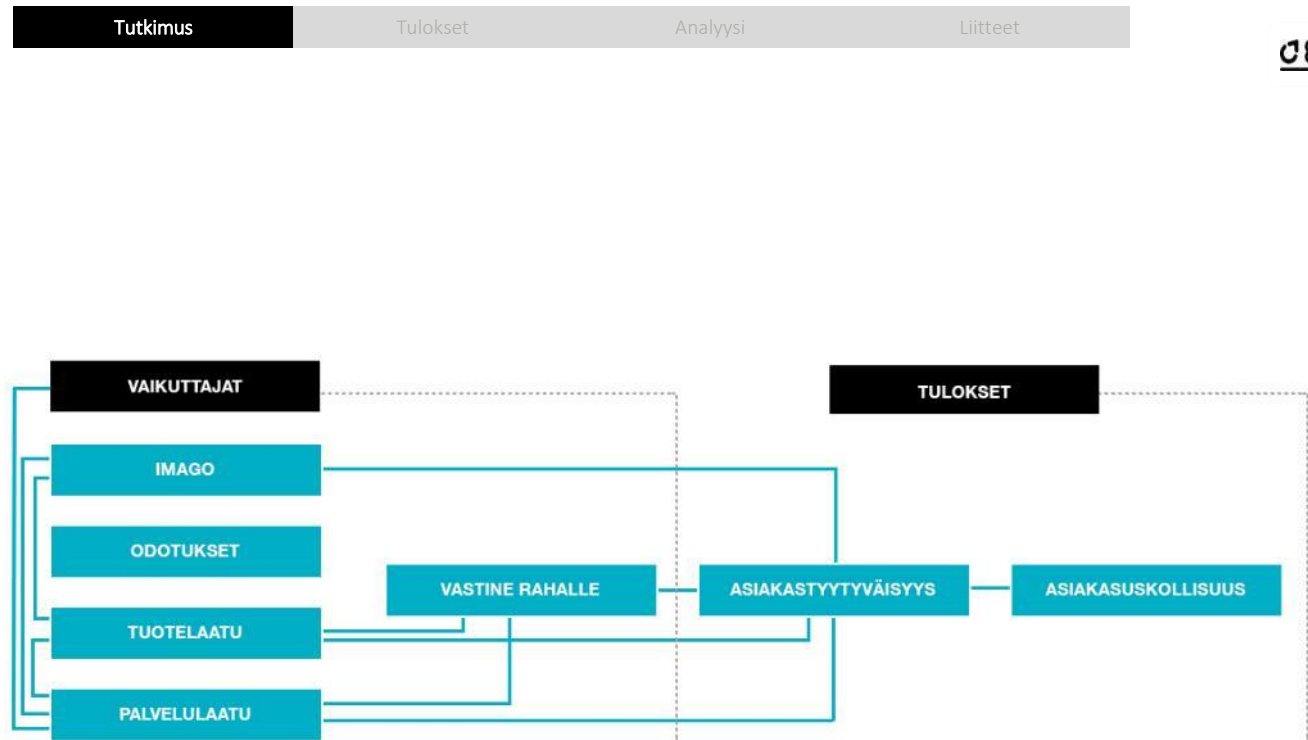 Tutkimus
Tulokset
Analyysi
Liitteet
VAIKUTTAJAT
TULOKSET
IMAGO
ODOTUKSET
VASTINE RAHALLE
ASIAKASTYYTYVÄISYYS
ASIAKASUSKOLLISUUS
TUOTELAATU
PALVELULAATU